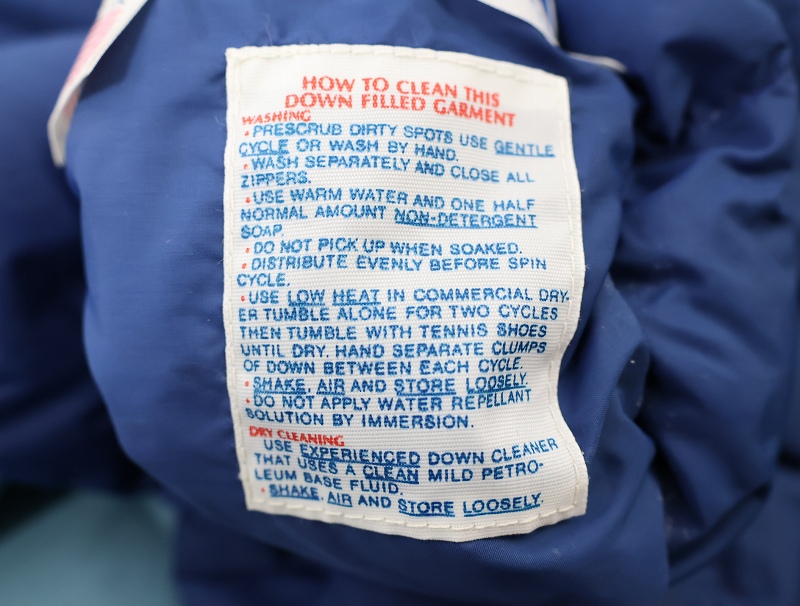 HOW TO CLEAN THIS
DOWN FILLED GARMENT
WASHING
• PRESCRUB DIRTY SPOTS USE GENTLE
CYCLE OR WASH BY HAND.
• WASH SEPARATELY AND CLOSE ALL
ZIPPERS.
• USE WARM WATER AND ONE HALF
NORMAL AMOUNT NON-DETERGENT
SOAP
• DO NOT PICK UP WHEN SOAKED.
• DISTRIBUTE EVENLY BEFORE SPIN
CYCLE.
• USE LOW HEAT IN COMMERCIAL DRY-
ER TUMBLE ALONE FOR TWO CYCLES
THEN TUMBLE WITH TENNIS SHOES
UNTIL DRY. HAND SEPARATE CLUMPS
OF DOWN BETWEEN EACH CYCLE.
• SHAKE, AIR AND STORE LOOSELY.
• DO NOT APPLY WATER REPELLANT
SOLUTION BY IMMERSION.
DRY CLEANING
USE EXPERIENCED DOWN CLEANER
THAT USES A CLEAN MILD PETRO-
LEUM BASE FLUID.
• SHAKE, AIR AND STORE LOOSELY.